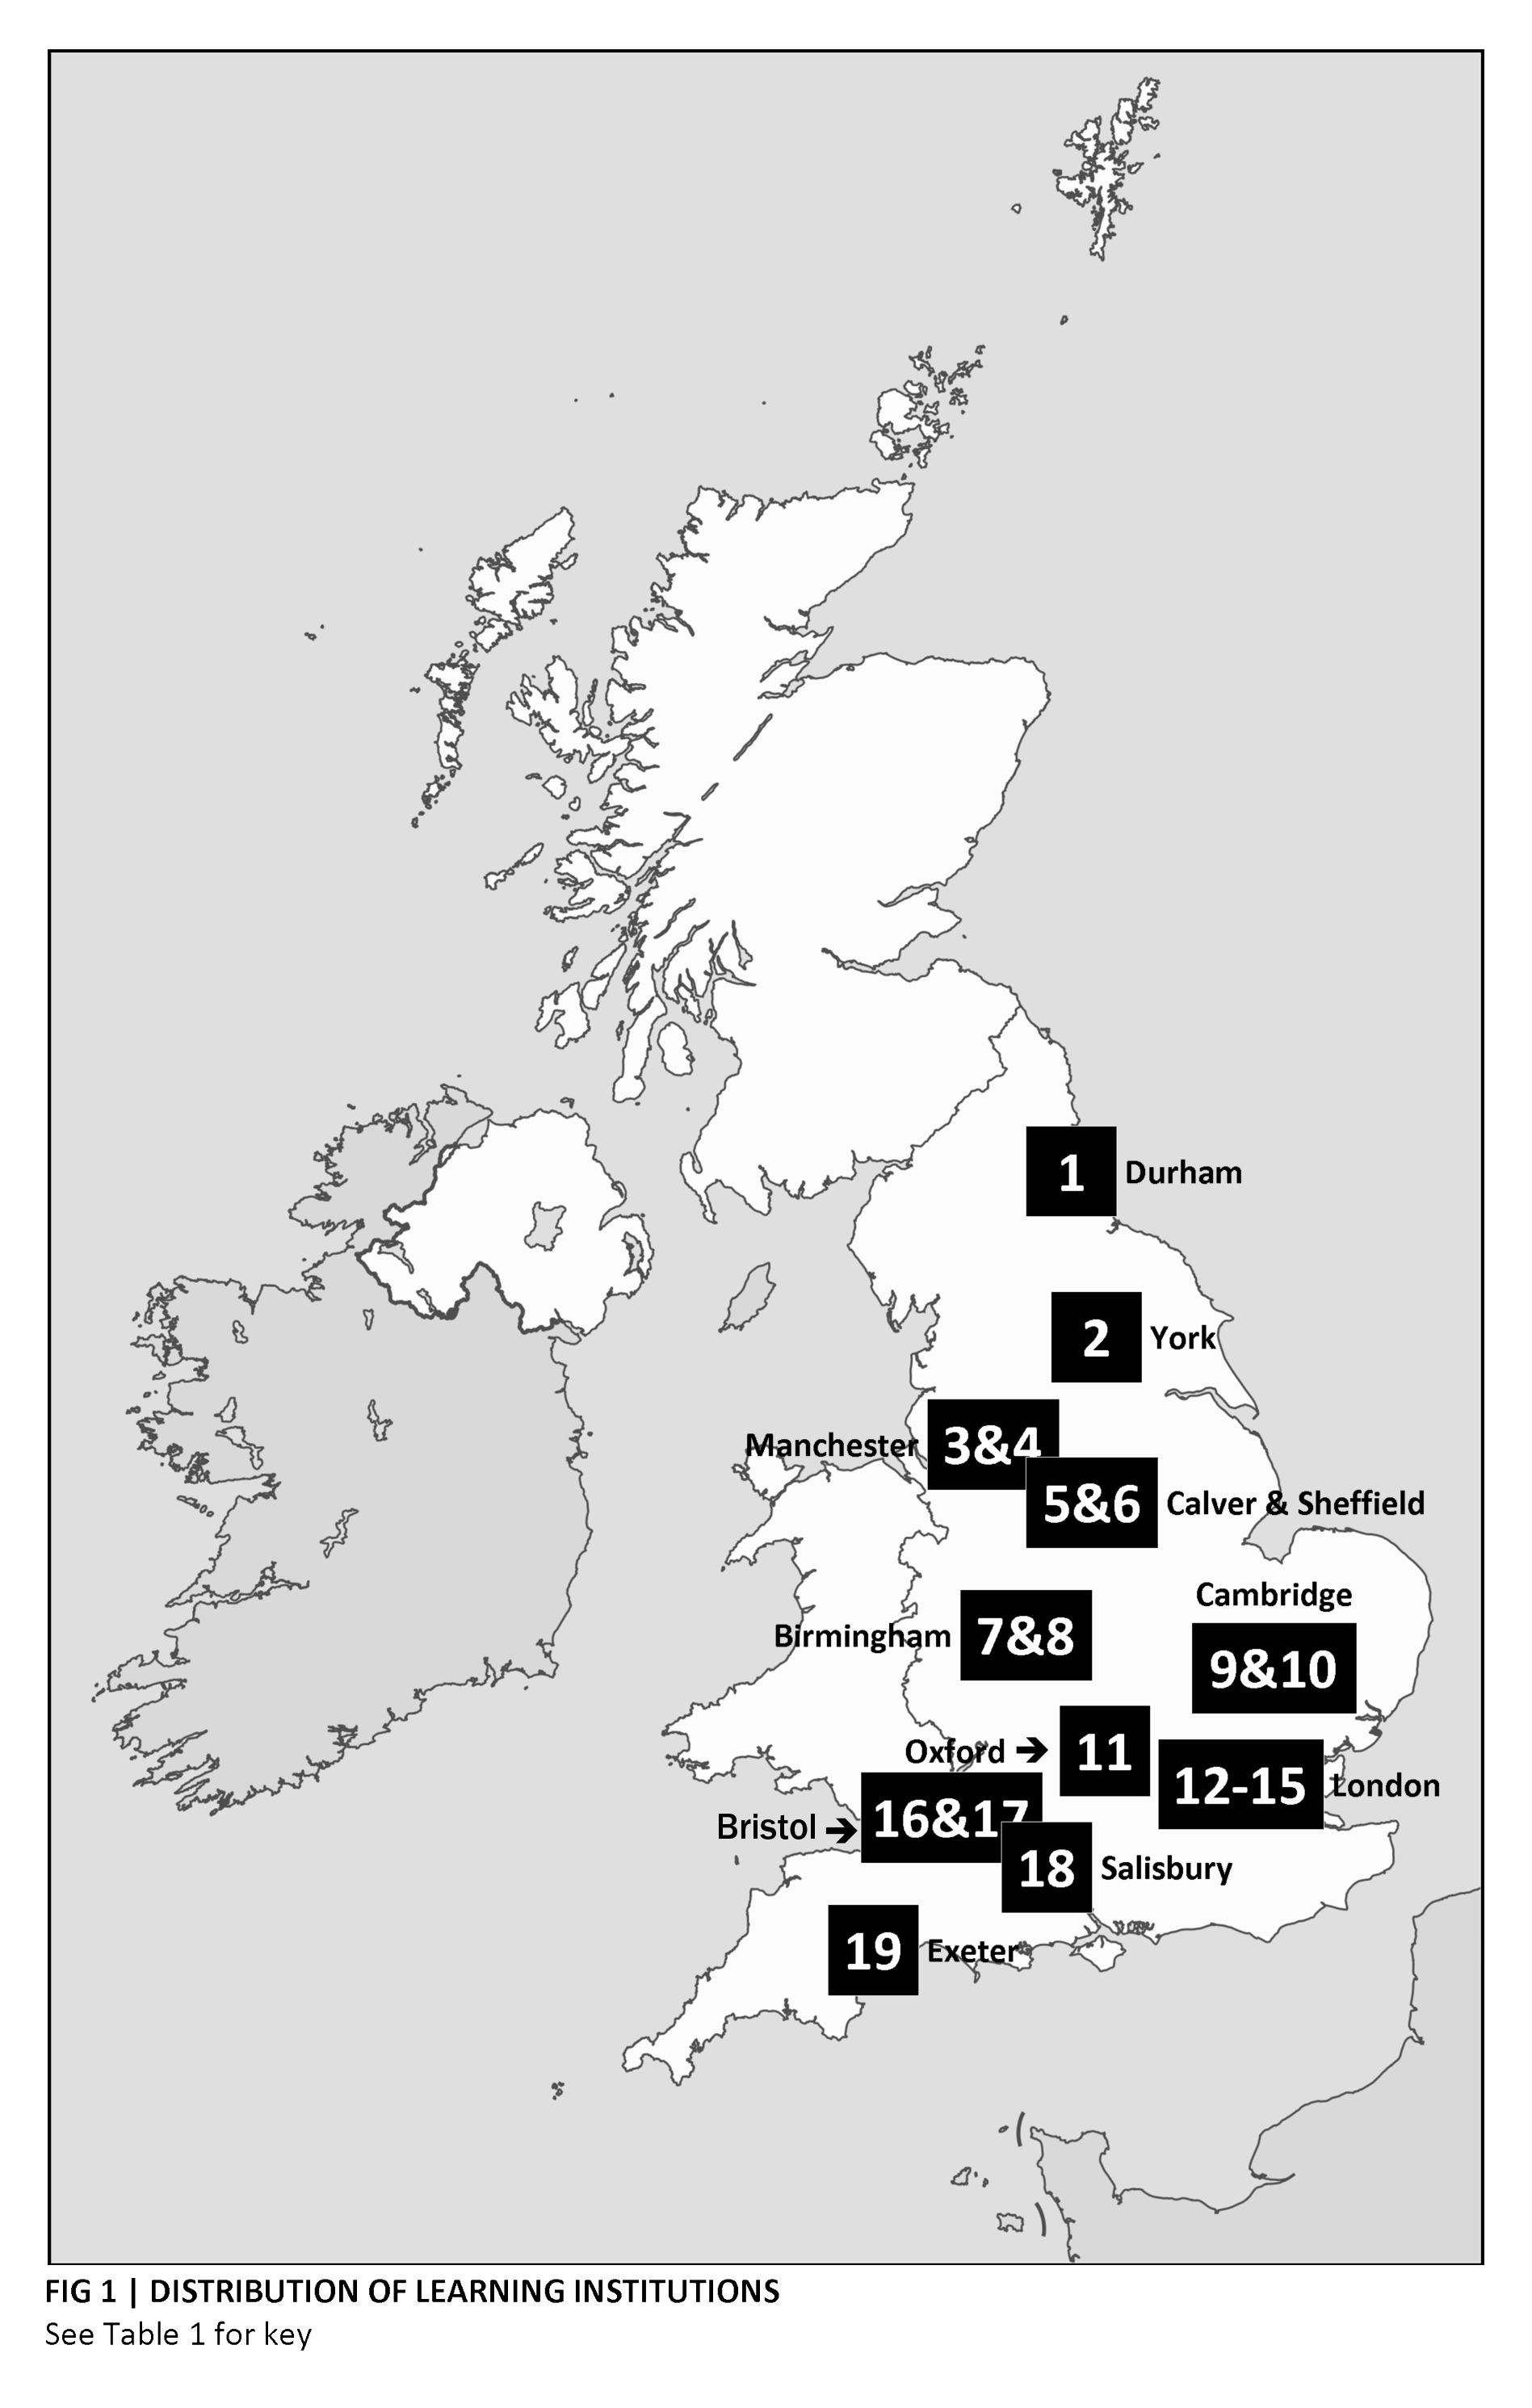 1 Durham
2 York
Manchester 3&4
5&6 Calver & Sheffield
Cambridge
Birmingham 7&8
9&10
Oxford → 11
12-15 London
Bristol → 16&17
18 Salisbury
19 Exeter
FIG 1 | DISTRIBUTION OF LEARNING INSTITUTIONS
See Table 1 for key